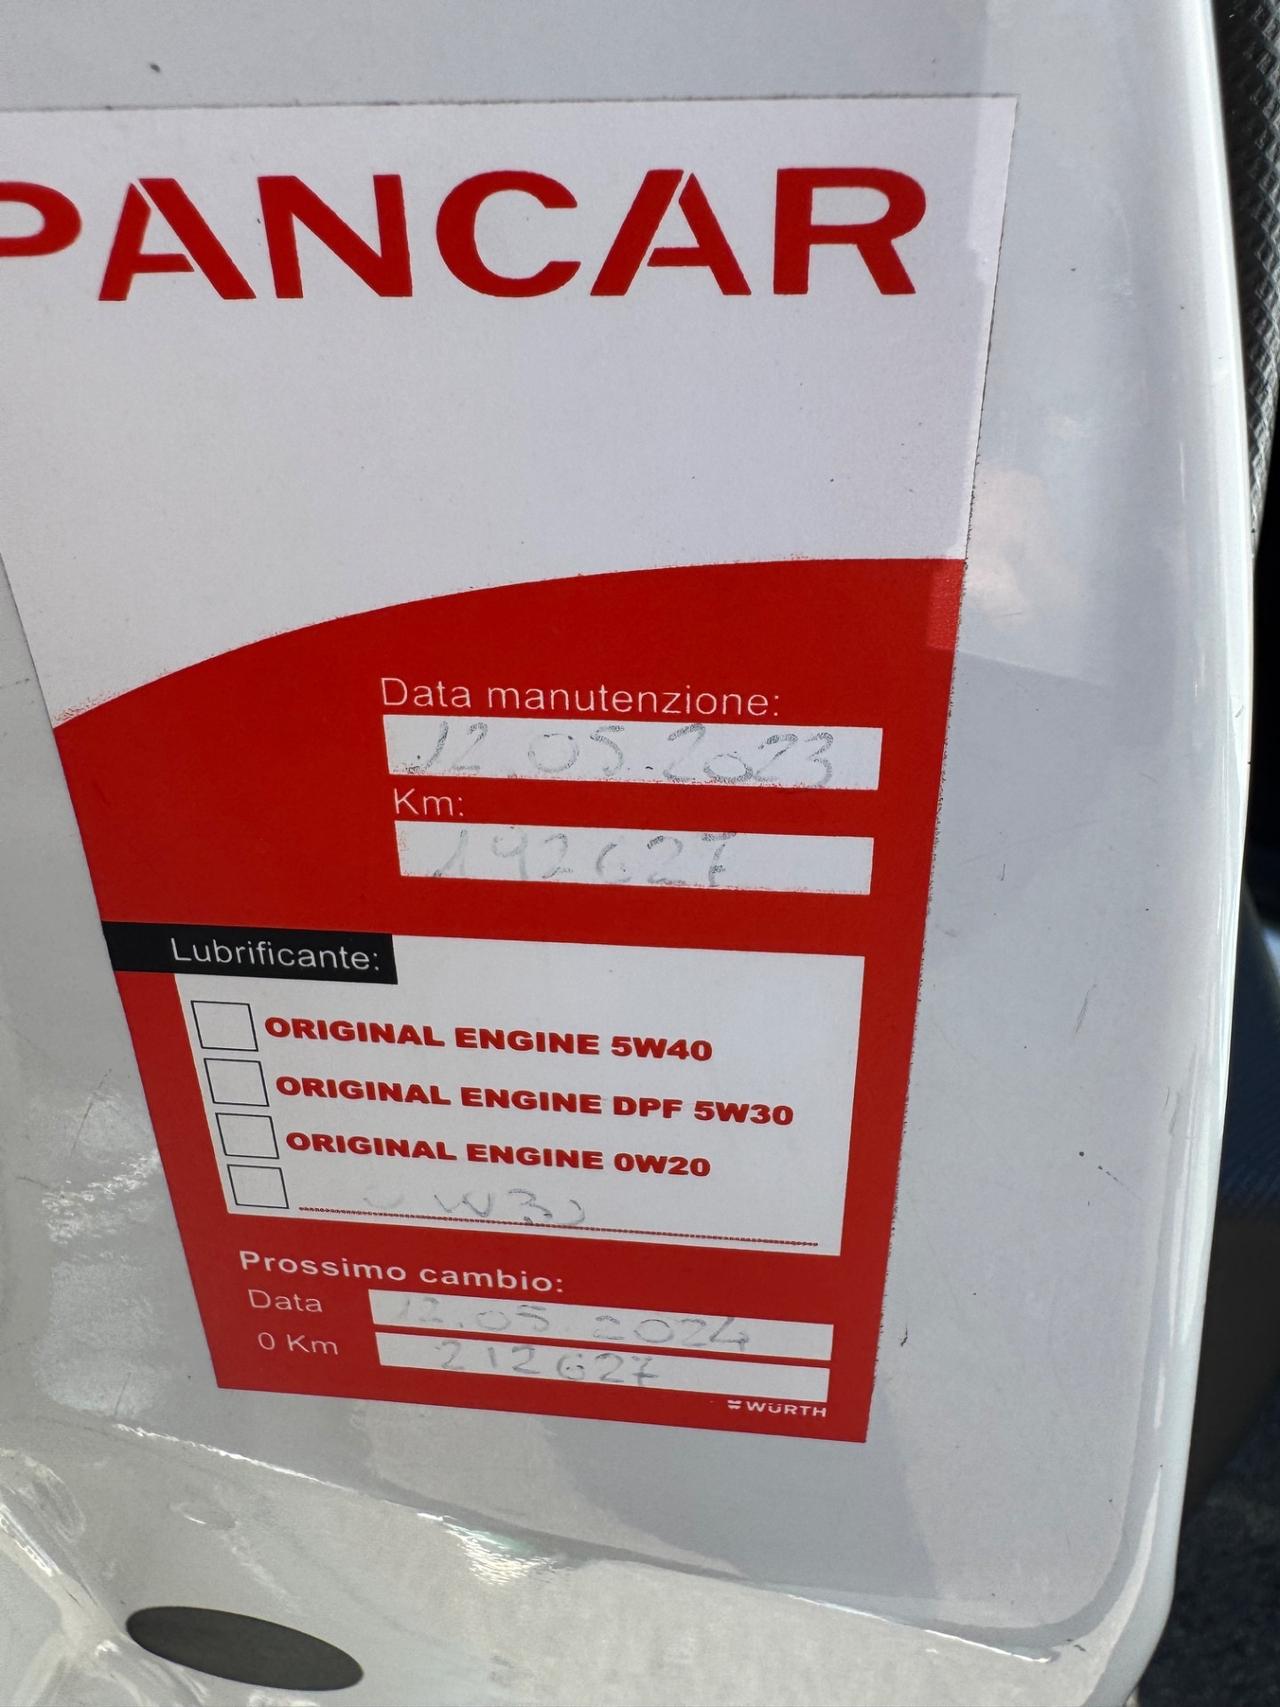 PANCAR
Data manutenzione:
12 05.2023
Km:
192627
Lubrificante:
ORIGINAL ENGINE 5W40
ORIGINAL ENGINE DPF 5W30
ORIGINAL ENGINE 0W20
W30
Prossimo cambio:
Data 12.05.2024
0 Km 212627
WÜRTH